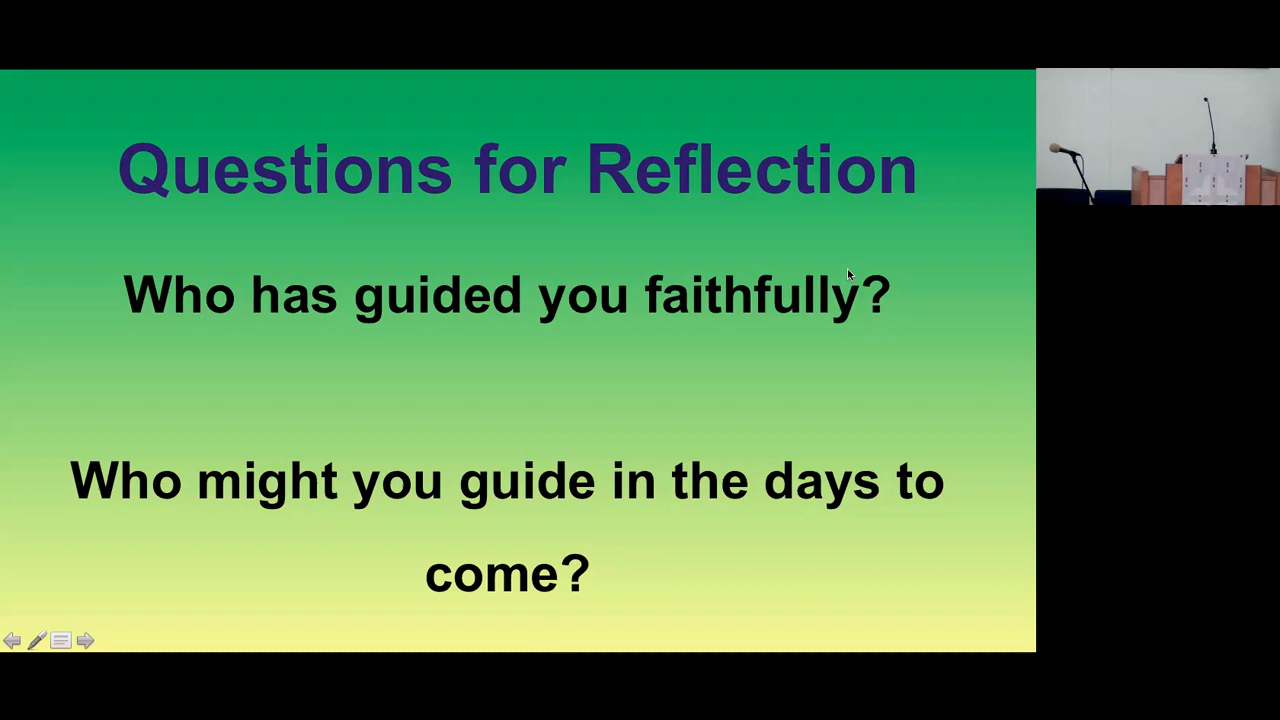 Questions for Reflection
Who has guided you faithfully?
Who might you guide in the days to
come?